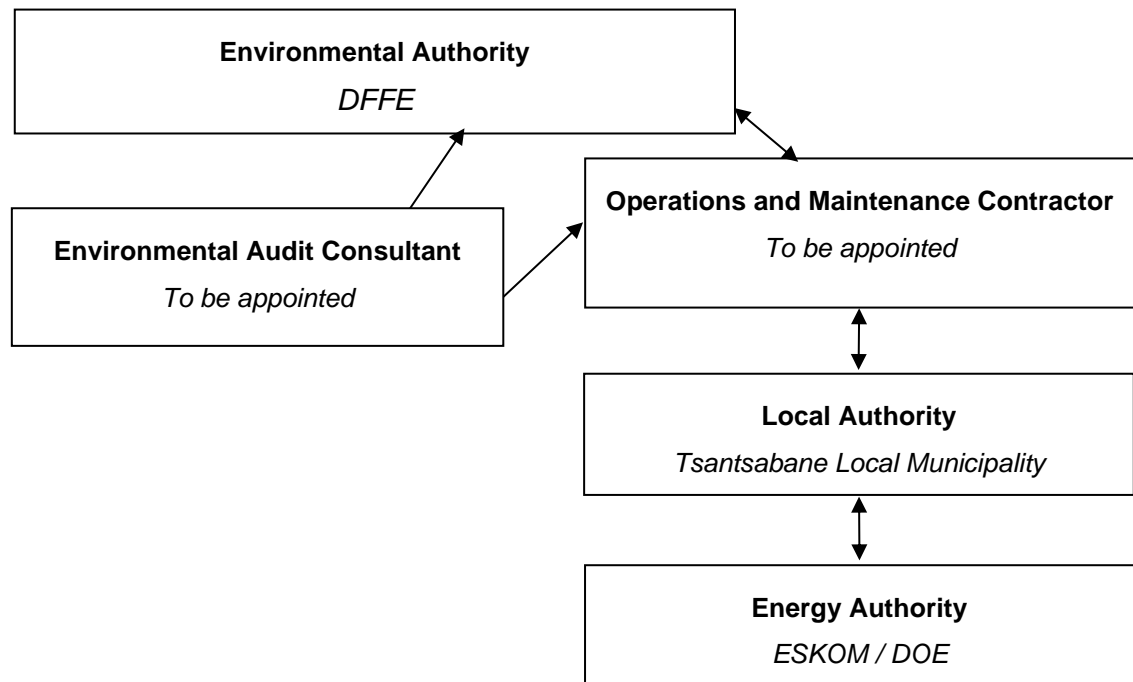 Environmental Authority
DFFE
Operations and Maintenance Contractor
To be appointed
Environmental Audit Consultant
To be appointed
Local Authority
Tsantsabane Local Municipality
Energy Authority
ESKOM / DOE